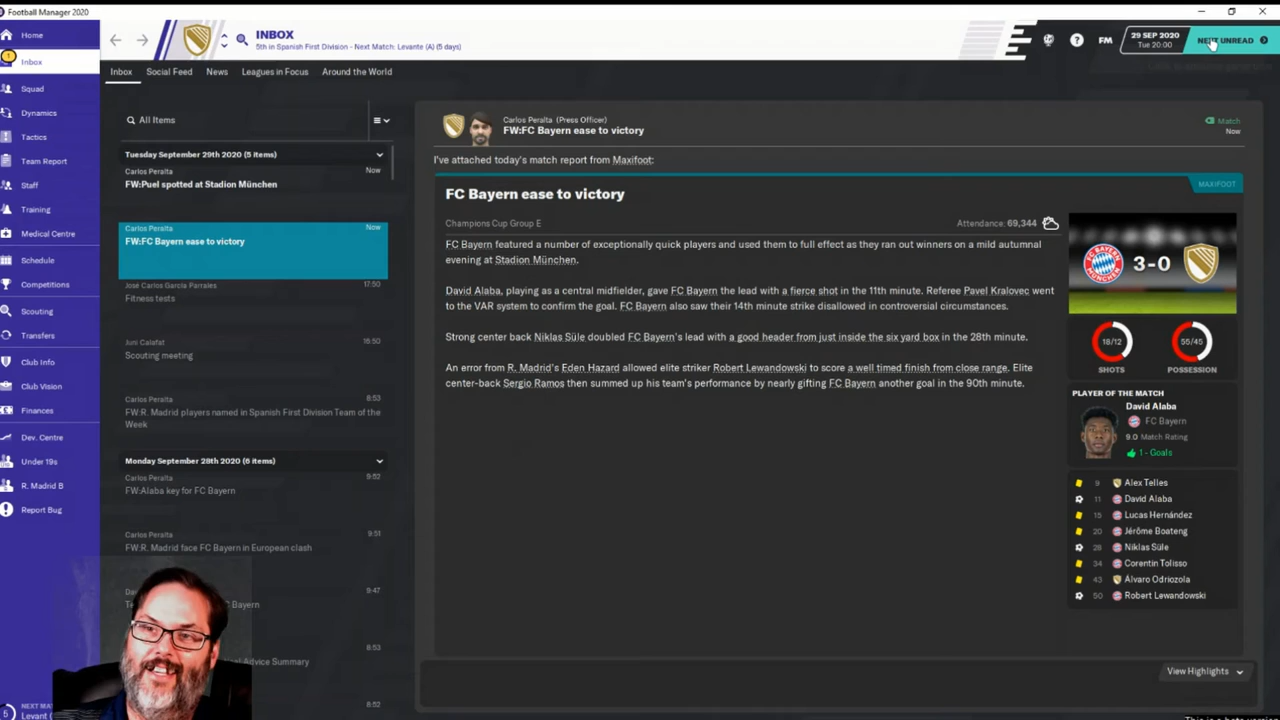 Football Manager 2020
Home
Inbox
Squad
Dynamics
Tactics
Team Report
Staff
Training
Medical Centre
Schedule
Competitions
Scouting
Transfers
Club Info
Club Vision
Finances
Dev. Centre
Under 19s
R. Madrid B
Report Bug
5
INBOX
5th in Spanish First Division - Next Match: Levante (A) (5 days)
?
FM
29 SEP 2020
Tue 20:00
NEXT UNREAD
Inbox
Social Feed
News
Leagues in Focus
Around the World
All Items
Tuesday September 29th 2020 (5 items)
Carlos Peralta
Now
FW:Puel spotted at Stadion München
Carlos Peralta
Now
FW:FC Bayern ease to victory
José Carlos García Parrales
17:50
Fitness tests
Juni Calafat
16:50
Scouting meeting
Carlos Peralta
8:53
FW:R. Madrid players named in Spanish First Division Team of the
Week
Monday September 28th 2020 (6 items)
Carlos Peralta
9:52
FW:Alaba key for FC Bayern
Carlos Peralta
9:51
FW:R. Madrid face FC Bayern in European clash
9:47
Bayern
8:53
Advice Summary
8:52
Carlos Peralta (Press Officer)
FW:FC Bayern ease to victory
Match
Now
I've attached today's match report from Maxifoot:
MAXIFOOT
FC Bayern ease to victory
Champions Cup Group E
Attendance: 69,344
FC Bayern featured a number of exceptionally quick players and used them to full effect as they ran out winners on a mild autumnal
evening at Stadion München.
David Alaba, playing as a central midfielder, gave FC Bayern the lead with a fierce shot in the 11th minute. Referee Pavel Kralovec went
to the VAR system to confirm the goal. FC Bayern also saw their 14th minute strike disallowed in controversial circumstances.
Strong center back Niklas Süle doubled FC Bayern's lead with a good header from just inside the six yard box in the 28th minute.
An error from R. Madrid's Eden Hazard allowed elite striker Robert Lewandowski to score a well timed finish from close range. Elite
center-back Sergio Ramos then summed up his team's performance by nearly gifting FC Bayern another goal in the 90th minute.
3-0
18/12
SHOTS
55/45
POSSESSION
PLAYER OF THE MATCH
David Alaba
FC Bayern
9.0 Match Rating
1 - Goals
9 Alex Telles
11 David Alaba
15 Lucas Hernández
20 Jérôme Boateng
28 Niklas Süle
34 Corentin Tolisso
43 Álvaro Odriozola
50 Robert Lewandowski
View Highlights